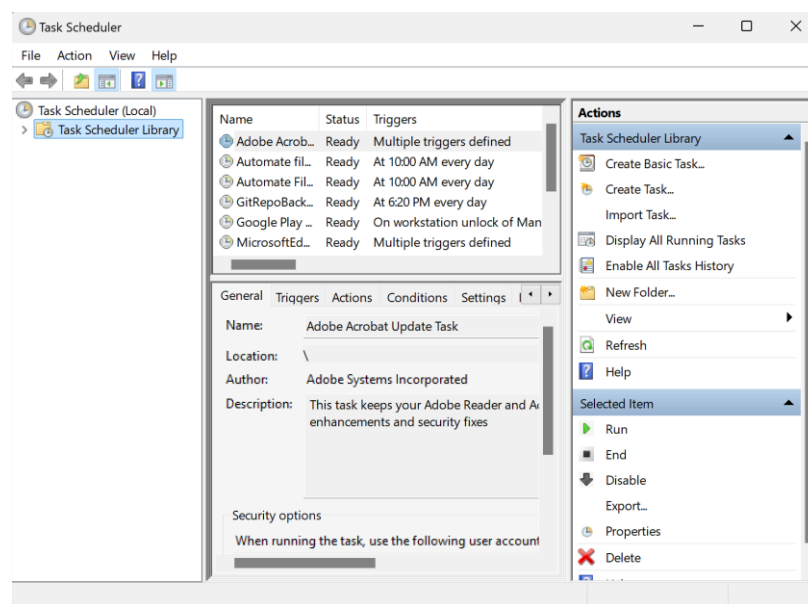 Task Scheduler
File Action View Help
Task Scheduler (Local)
Task Scheduler Library
Name Status Triggers
Adobe Acrob... Ready Multiple triggers defined
Automate fil... Ready At 10:00 AM every day
Automate Fil... Ready At 10:00 AM every day
GitRepoBack... Ready At 6:20 PM every day
Google Play ... Ready On workstation unlock of Man
MicrosoftEd... Ready Multiple triggers defined
General Triggers Actions Conditions Settings
Name: Adobe Acrobat Update Task
Location: \
Author: Adobe Systems Incorporated
Description: This task keeps your Adobe Reader and
enhancements and security fixes
Security options
When running the task, use the following user account
Actions
Task Scheduler Library
Create Basic Task...
Create Task...
Import Task...
Display All Running Tasks
Enable All Tasks History
New Folder...
View
Refresh
Help
Selected Item
Run
End
Disable
Export...
Properties
Delete